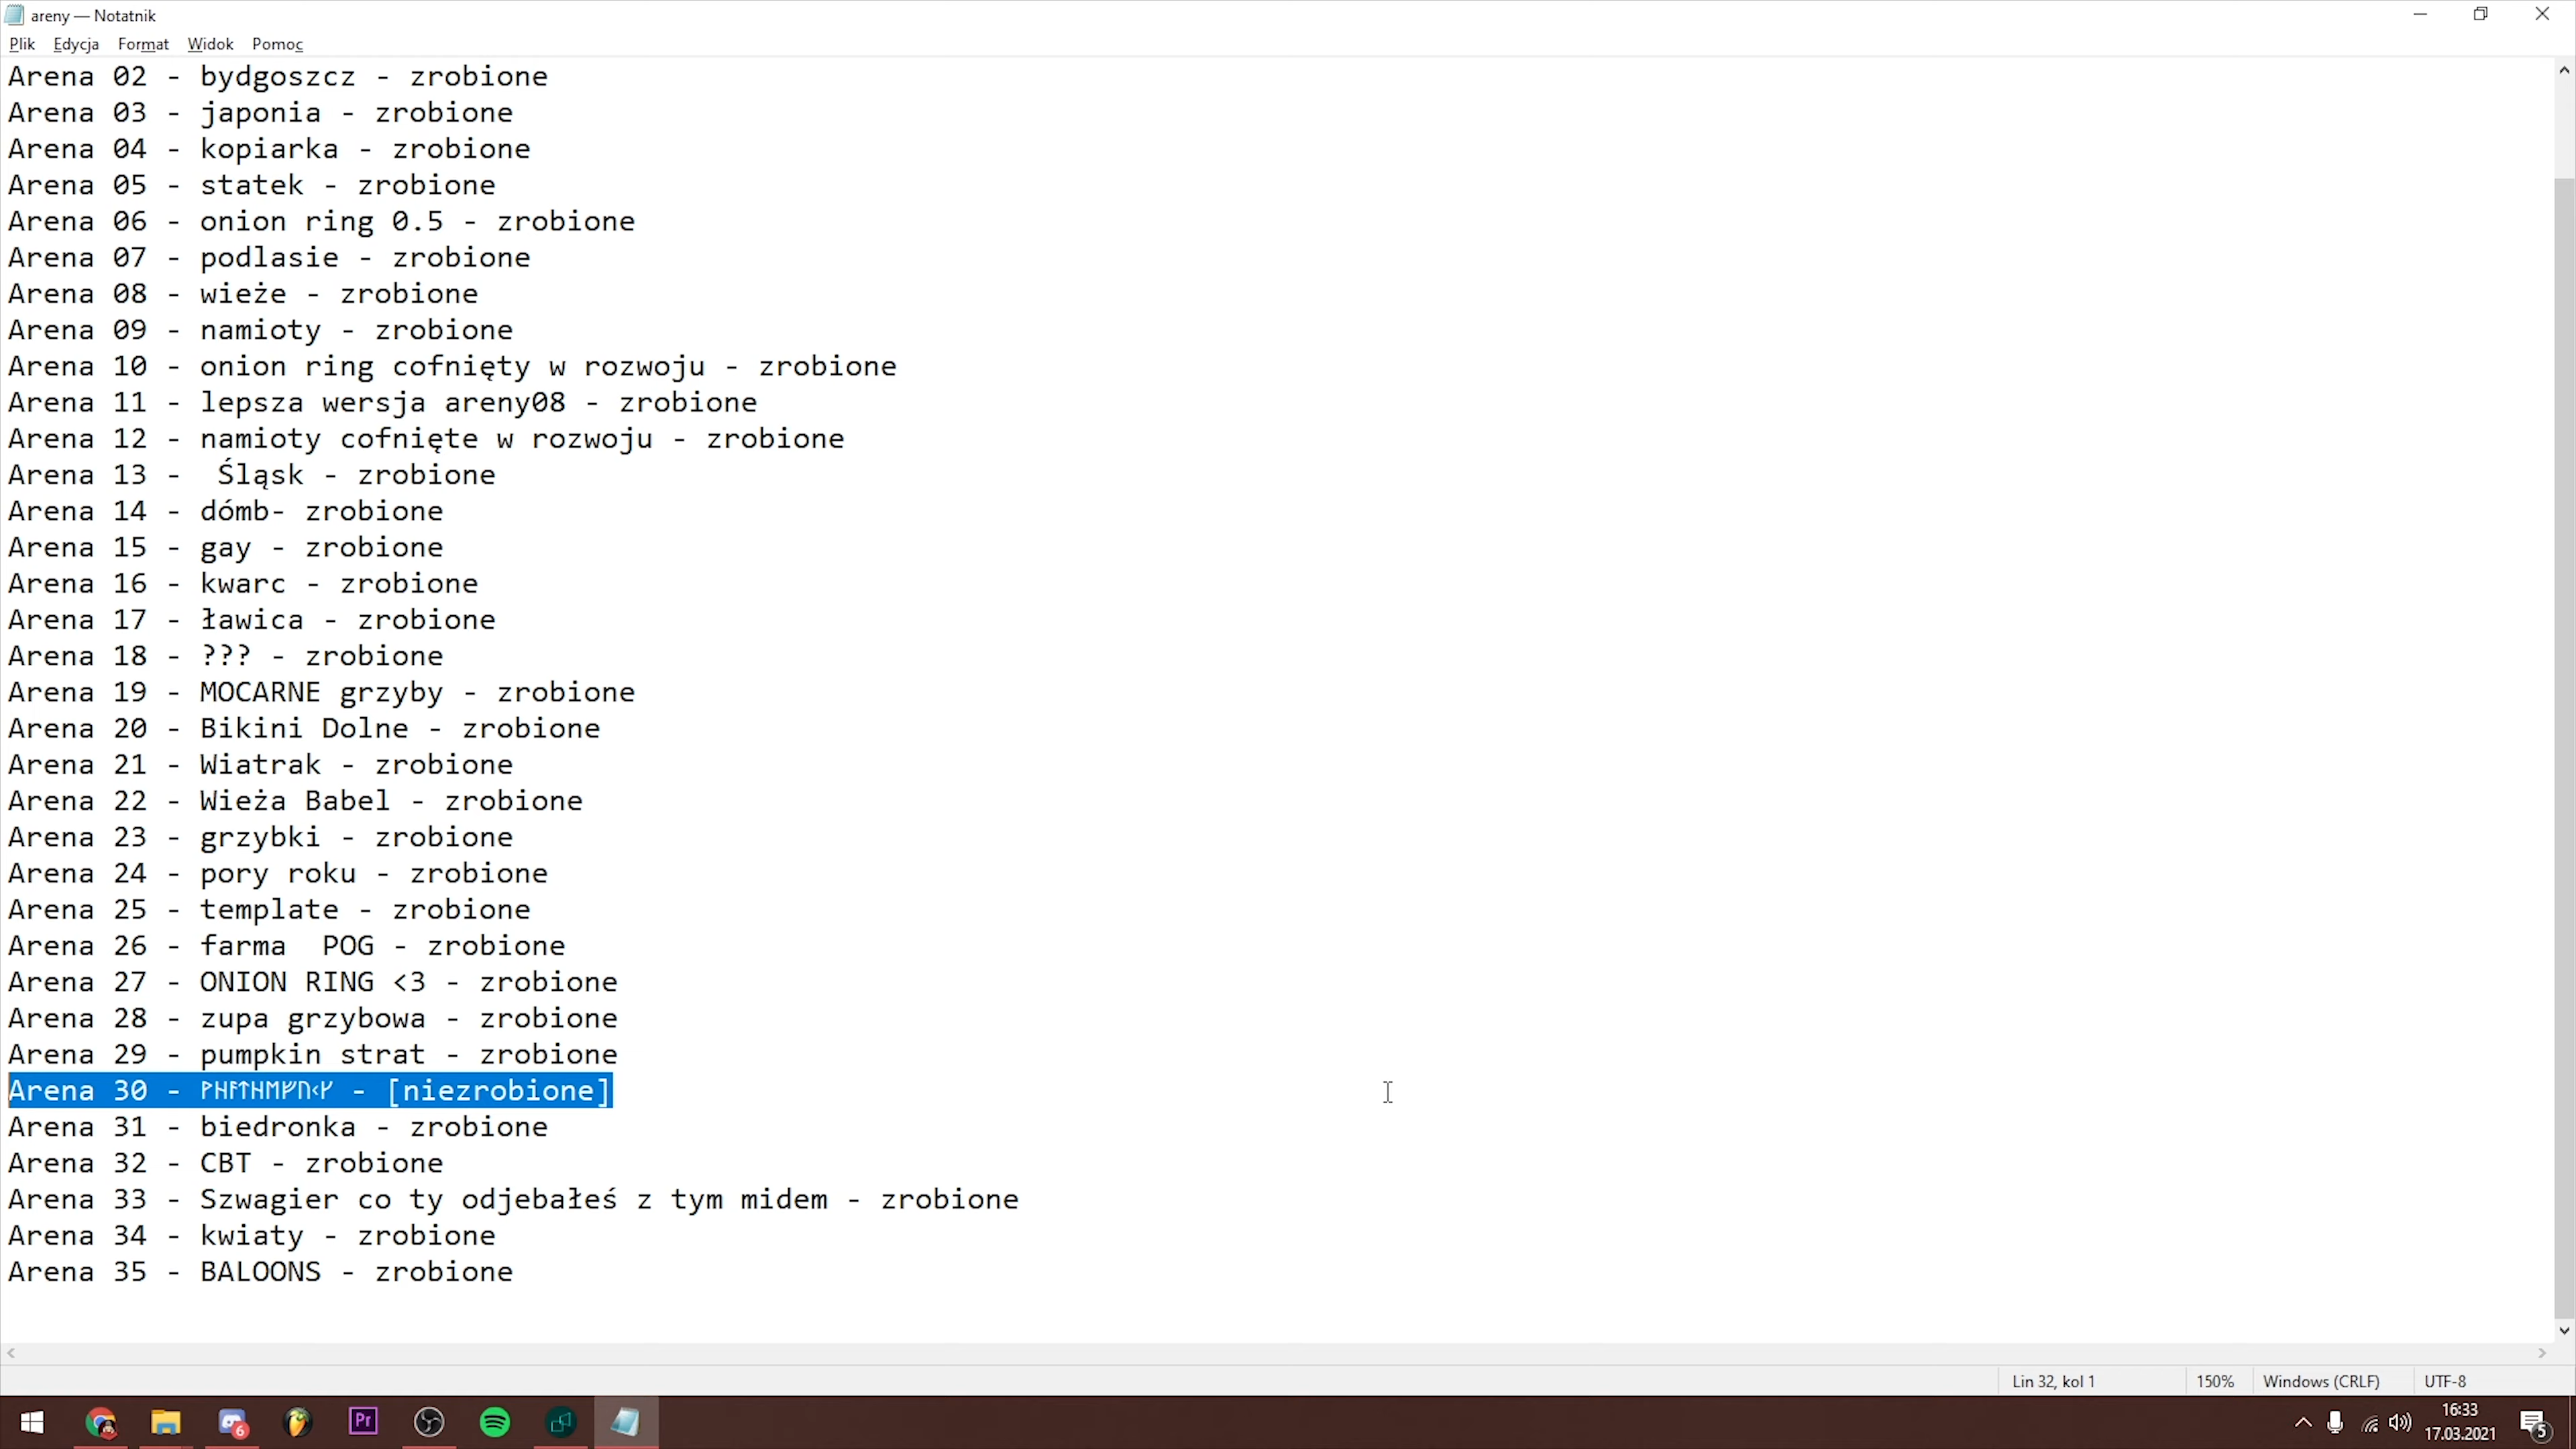 areny — Notatnik
Plik Edycja Format Widok Pomoc
Arena 02 - bydgoszcz - zrobione
Arena 03 - japonia - zrobione
Arena 04 - kopiarka - zrobione
Arena 05 - statek - zrobione
Arena 06 - onion ring 0.5 - zrobione
Arena 07 - podlasie - zrobione
Arena 08 - wieże - zrobione
Arena 09 - namioty - zrobione
Arena 10 - onion ring cofnięty w rozwoju - zrobione
Arena 11 - lepsza wersja areny08 - zrobione
Arena 12 - namioty cofnięte w rozwoju - zrobione
Arena 13 -  Śląsk - zrobione
Arena 14 - dómb- zrobione
Arena 15 - gay - zrobione
Arena 16 - kwarc - zrobione
Arena 17 - ławica - zrobione
Arena 18 - ??? - zrobione
Arena 19 - MOCARNE grzyby - zrobione
Arena 20 - Bikini Dolne - zrobione
Arena 21 - Wiatrak - zrobione
Arena 22 - Wieża Babel - zrobione
Arena 23 - grzybki - zrobione
Arena 24 - pory roku - zrobione
Arena 25 - template - zrobione
Arena 26 - farma  POG - zrobione
Arena 27 - ONION RING <3 - zrobione
Arena 28 - zupa grzybowa - zrobione
Arena 29 - pumpkin strat - zrobione
Arena 30 - ᚹᚺᚨᛏᚺᛖᚠᚢᚲᚴ - [niezrobione]
Arena 31 - biedronka - zrobione
Arena 32 - CBT - zrobione
Arena 33 - Szwagier co ty odjebałeś z tym midem - zrobione
Arena 34 - kwiaty - zrobione
Arena 35 - BALOONS - zrobione
Lin 32, kol 1 150% Windows (CRLF) UTF-8
6 Pr 16:33
17.03.2021 5